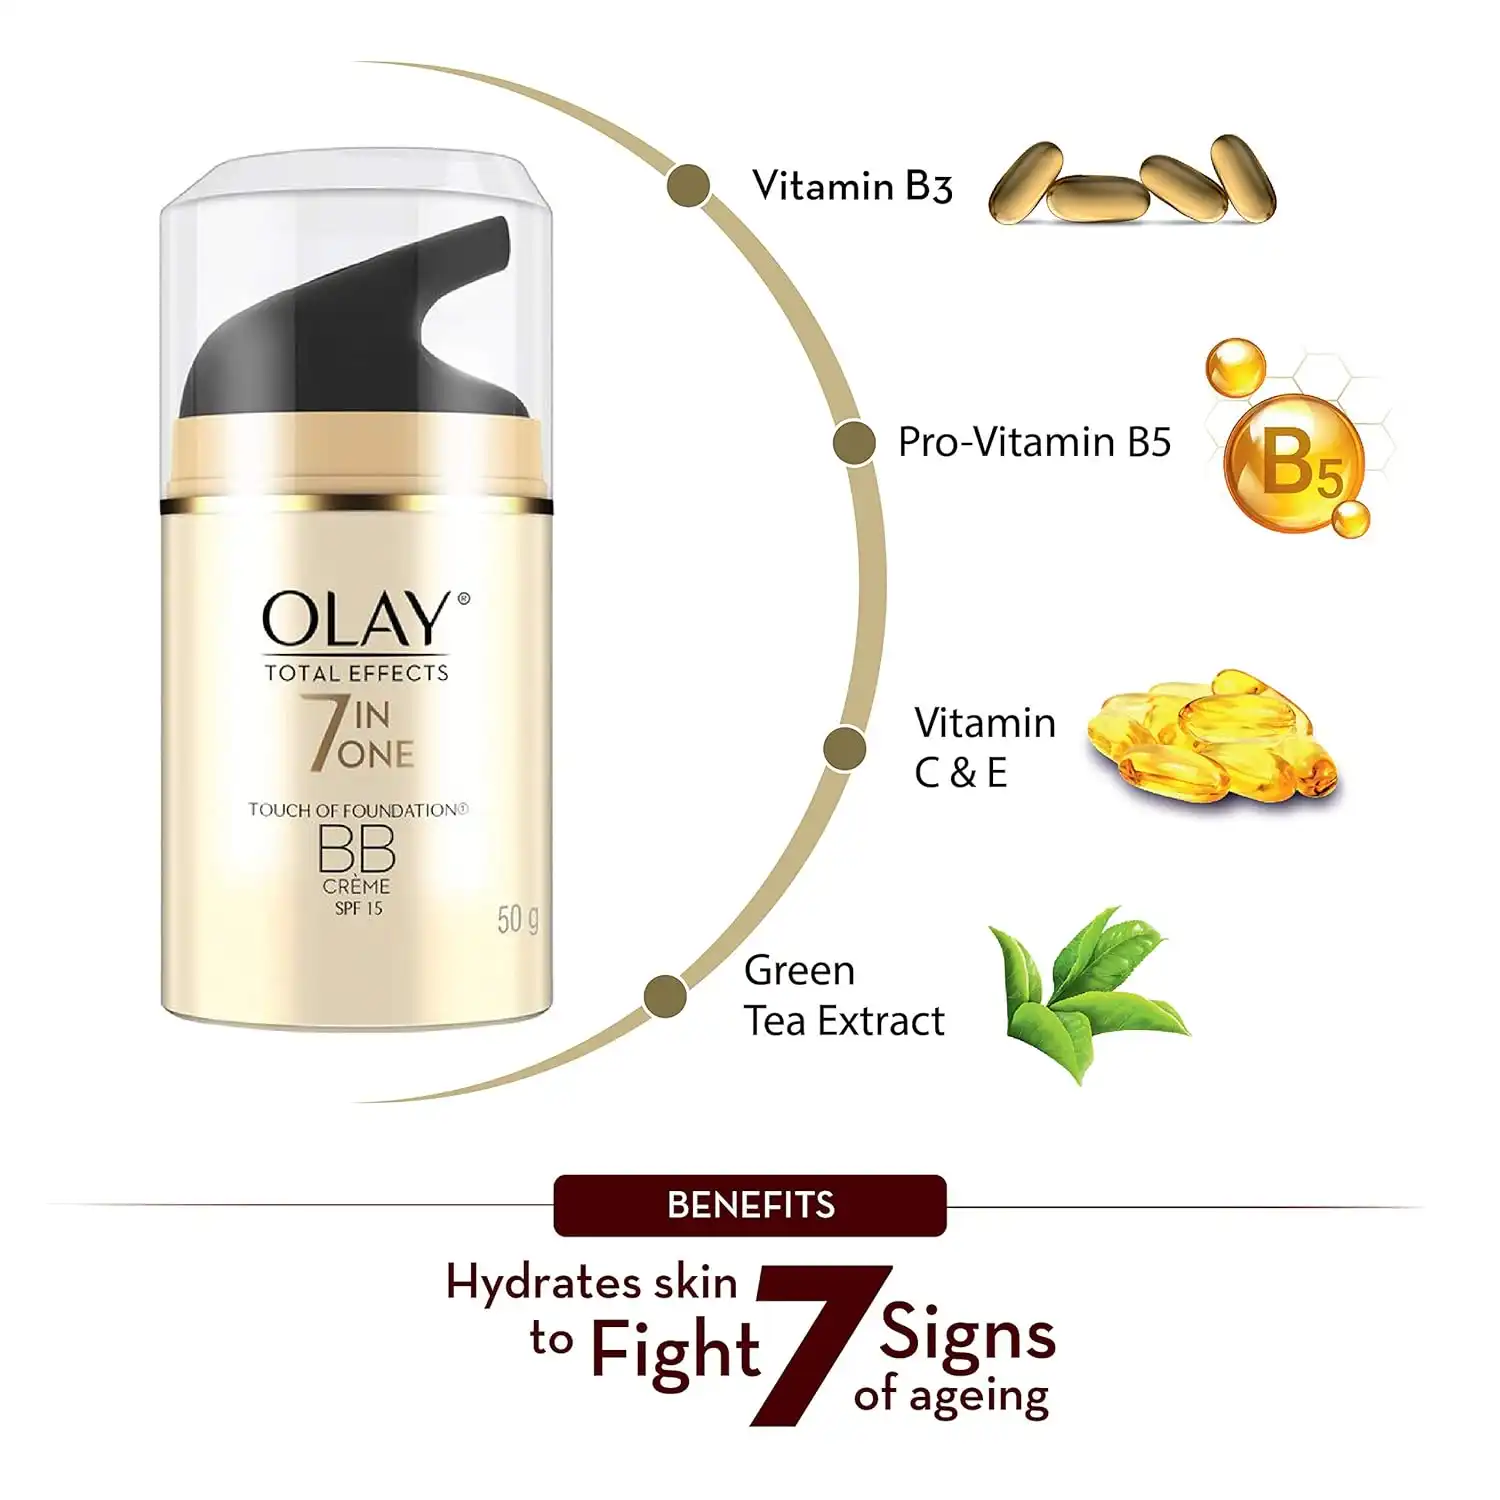 OLAY®
TOTAL EFFECTS
7 IN
ONE
TOUCH OF FOUNDATION①
BB
CRÈME
SPF 15
50 g
Vitamin B3
Pro-Vitamin B5
B5
Vitamin
C & E
Green
Tea Extract
BENEFITS
Hydrates skin
to Fight 7 Signs
of ageing